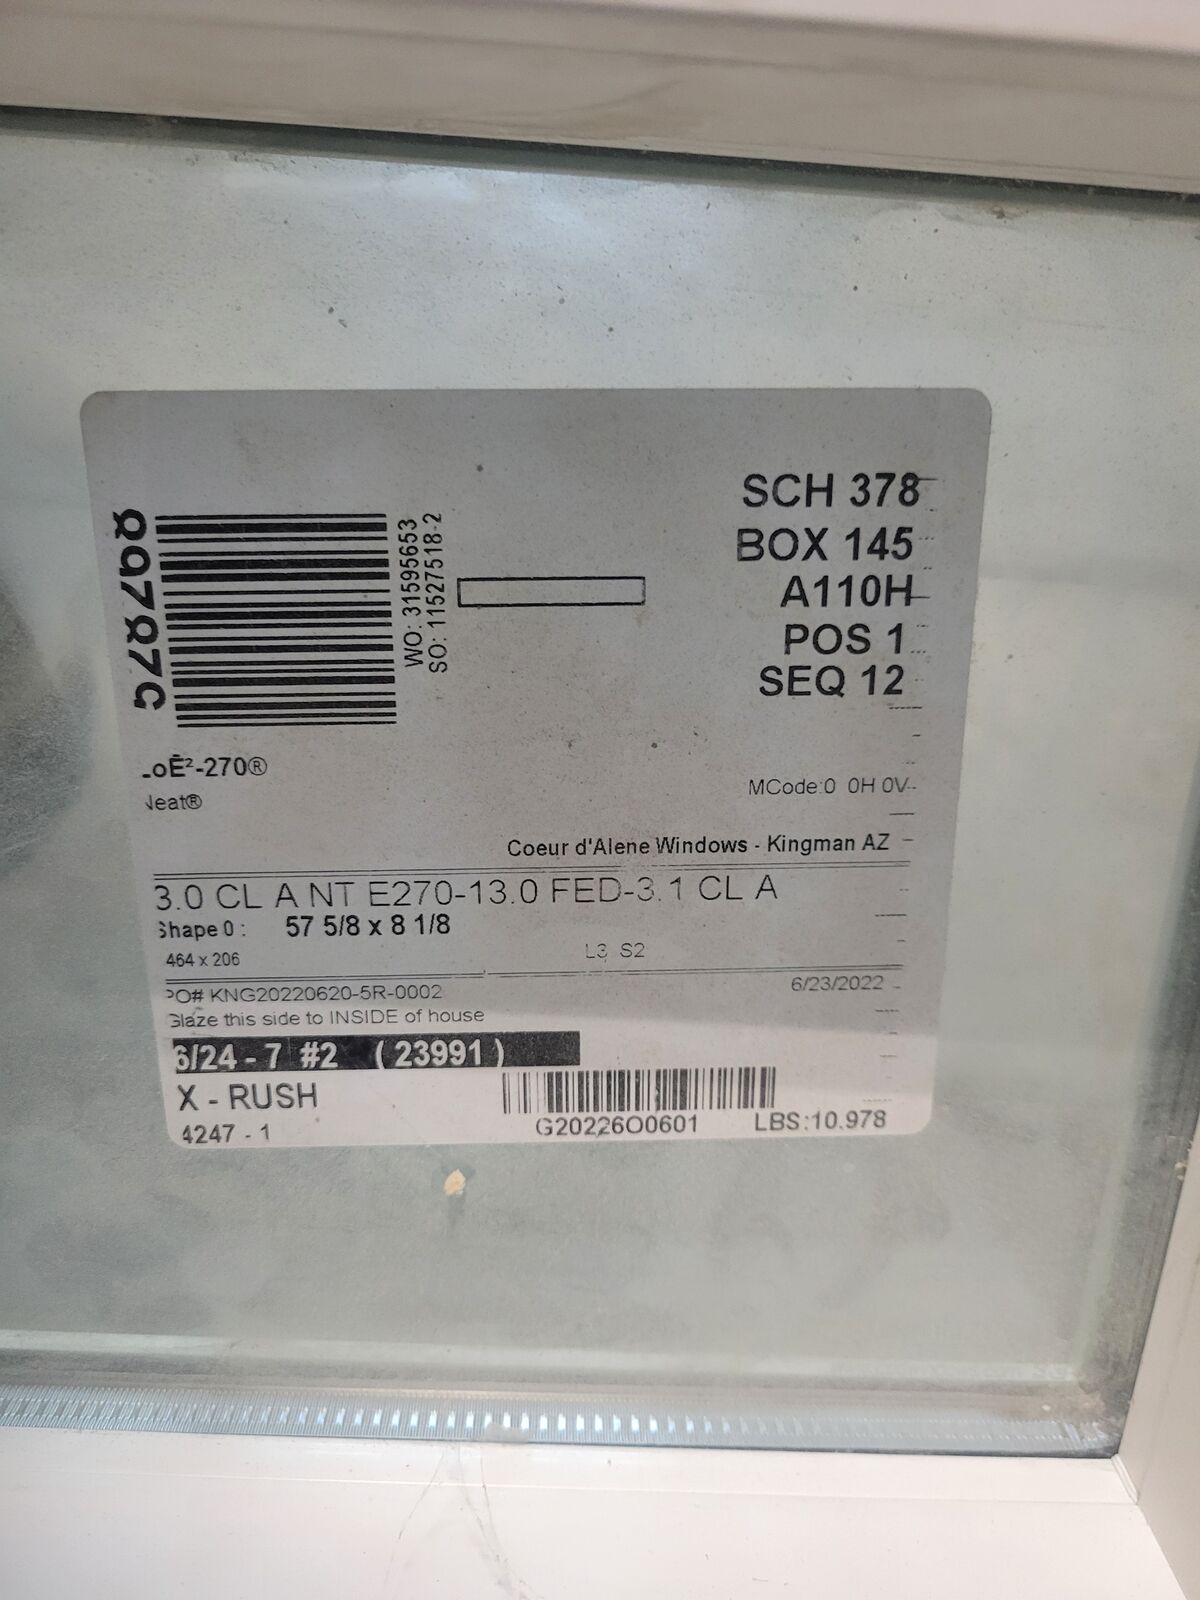 SCH 378
BOX 145
A110H
POS 1
SEQ 12
WO: 31595653
SO: 11527518-2
oĒ²-270®
Neat®
MCode:0 0H 0V
Coeur d'Alene Windows - Kingman AZ
3.0 CL A NT E270-13.0 FED-3.1 CL A
Shape 0 : 57 5/8 x 8 1/8
464 x 206
L3 S2
PO# KNG20220620-5R-0002
6/23/2022
Glaze this side to INSIDE of house
6/24 - 7 #2 ( 23991 )
X - RUSH
4247 - 1
G20226O0601
LBS:10.978